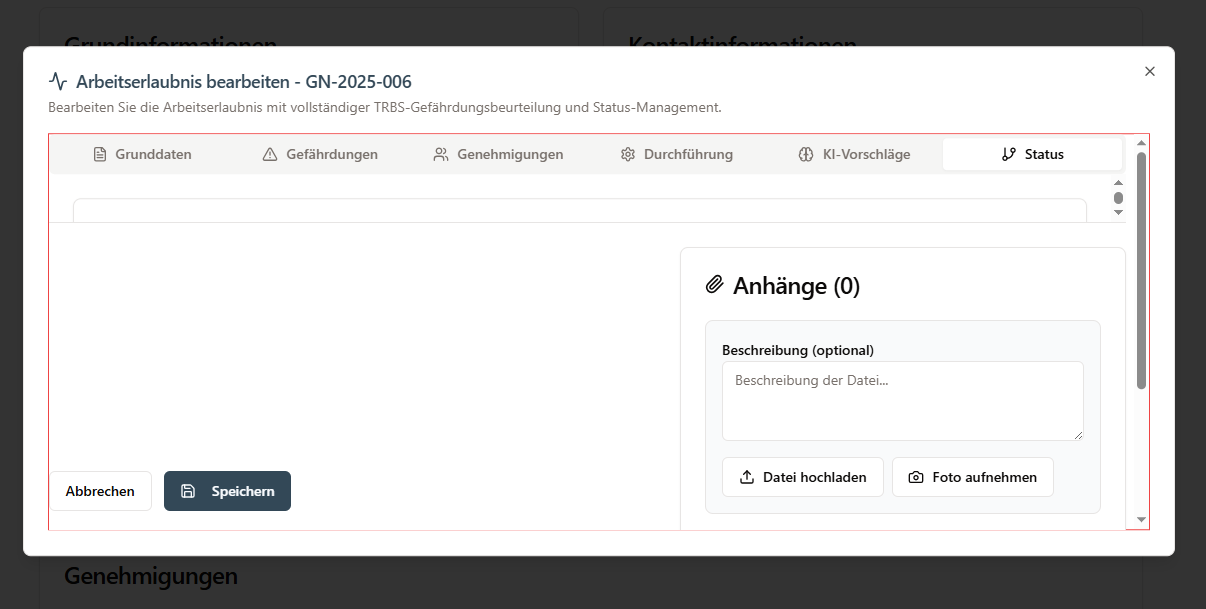 Grundinformationen
Kontaktinformationen
Arbeitserlaubnis bearbeiten - GN-2025-006
Bearbeiten Sie die Arbeitserlaubnis mit vollständiger TRBS-Gefährdungsbeurteilung und Status-Management.
Grunddaten
Gefährdungen
Genehmigungen
Durchführung
KI-Vorschläge
Status
Anhänge (0)
Beschreibung (optional)
Beschreibung der Datei...
Datei hochladen
Foto aufnehmen
Abbrechen
Speichern
Genehmigungen